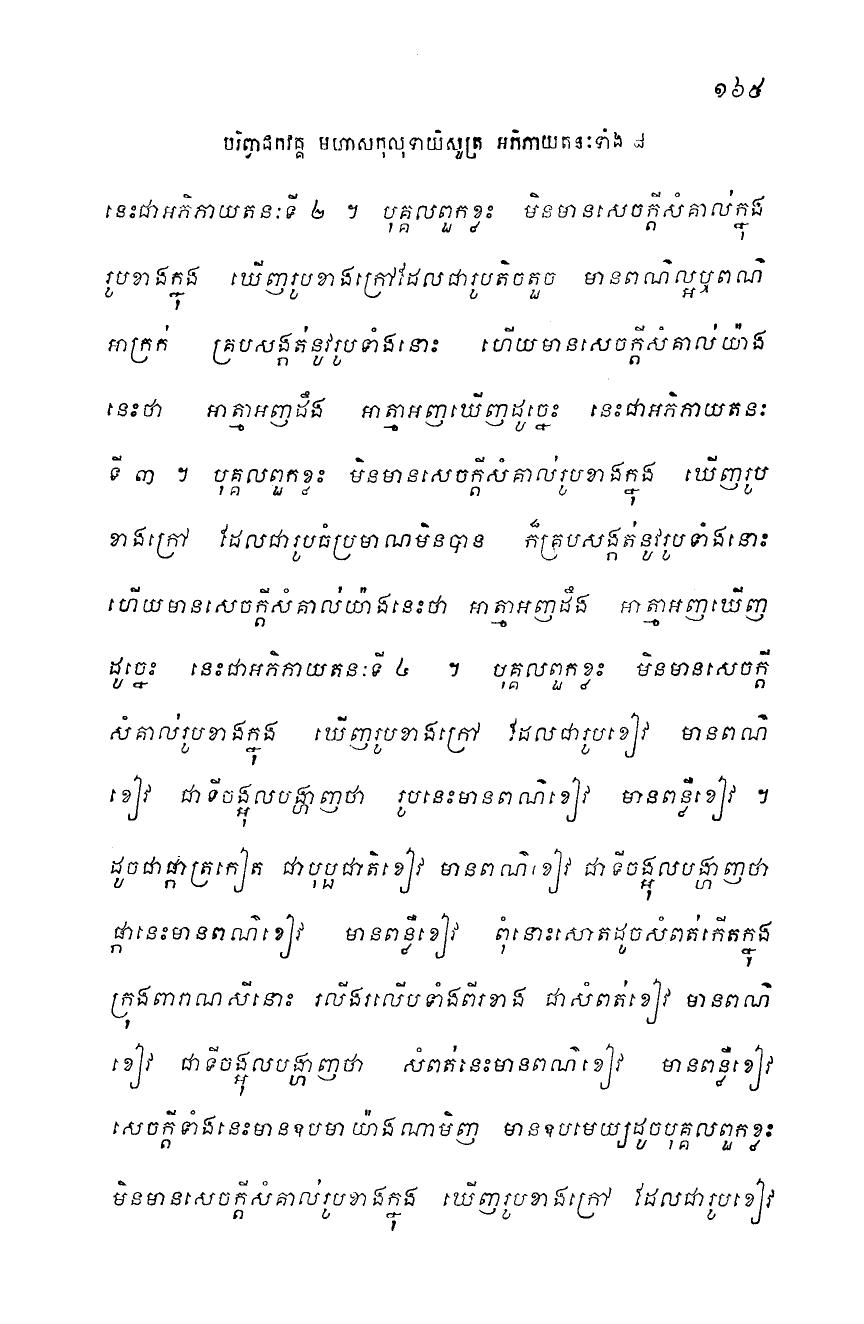 ១៦៥
បរិញ្វជកវគ្គ មហាសកុលុទាយិសូត្រ អភិភាយតនៈទាំង ៨
នេះជាអភិភាយតនៈទី ២ ។ បុគ្គលពួកខ្លះ មិនមានសេចក្តីសំគាល់ក្នុង
រូបខាងក្នុង ឃើញរូបខាងក្រៅដែលជារូបតិចតួច មានពណ៌ល្អឬពណ៌
អាក្រក់ គ្របសង្កត់នូវរូបទាំងនោះ ហើយមានសេចក្តីសំគាល់យ៉ាង
នេះថា អាត្មាអញដឹង អាត្មាអញឃើញដូច្នេះ នេះជាអភិភាយតនៈ
ទី ៣ ។ បុគ្គលពួកខ្លះ មិនមានសេចក្តីសំគាល់រូបខាងក្នុង ឃើញរូប
ខាងក្រៅ ដែលជារូបធំប្រមាណមិនបាន ក៏គ្របសង្កត់នូវរូបទាំងនោះ
ហើយមានសេចក្តីសំគាល់យ៉ាងនេះថា អាត្មាអញដឹង អាត្មាអញឃើញ
ដូច្នេះ នេះជាអភិភាយតនៈទី ៤ ។ បុគ្គលពួកខ្លះ មិនមានសេចក្តី
សំគាល់រូបខាងក្នុង ឃើញរូបខាងក្រៅ ដែលជារូបខៀវ មានពណ៌
ខៀវ ជាទីចង្អុលបង្ហាញថា រូបនេះមានពណ៌ខៀវ មានពន្លឺខៀវ ។
ដូចជាផ្កាត្រកៀត ជាបុប្ផជាតិខៀវ មានពណ៌ខៀវ ជាទីចង្អុលបង្ហាញថា
ផ្កានេះមានពណ៌ខៀវ មានពន្លឺខៀវ ពុំនោះសោតដូចសំពត់កើតក្នុង
ក្រុងពារាណសីនោះ រលីងរលើបទាំងពីរខាង ជាសំពត់ខៀវ មានពណ៌
ខៀវ ជាទីចង្អុលបង្ហាញថា សំពត់នេះមានពណ៌ខៀវ មានពន្លឺខៀវ
សេចក្តីទាំងនេះមានឧបមាយ៉ាងណាមិញ មានឧបមេយ្យដូចបុគ្គលពួកខ្លះ
មិនមានសេចក្តីសំគាល់រូបខាងក្នុង ឃើញរូបខាងក្រៅ ដែលជារូបខៀវ